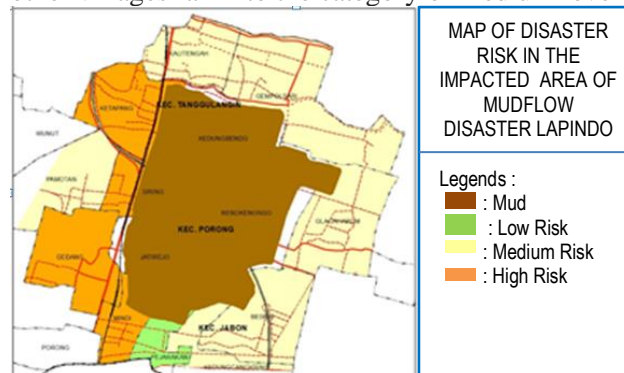 MAP OF DISASTER
RISK IN THE
IMPACTED AREA OF
MUDFLOW
DISASTER LAPINDO
Legends :
: Mud
: Low Risk
: Medium Risk
: High Risk
KALITENGAH
GEMPOLSARI
KETAPANG
KEC. TANGGULANGIN
KEDUNGBENDO
WUNUT
PAMOTAN
SIRING
RENOKENONGO
GLAGAHARUM
KEC. PORONG
GEDANG
JATIREJO
MINDI
KEC. JABON
PORONG
PEJARAKAN
KEDUNGCANGKRING